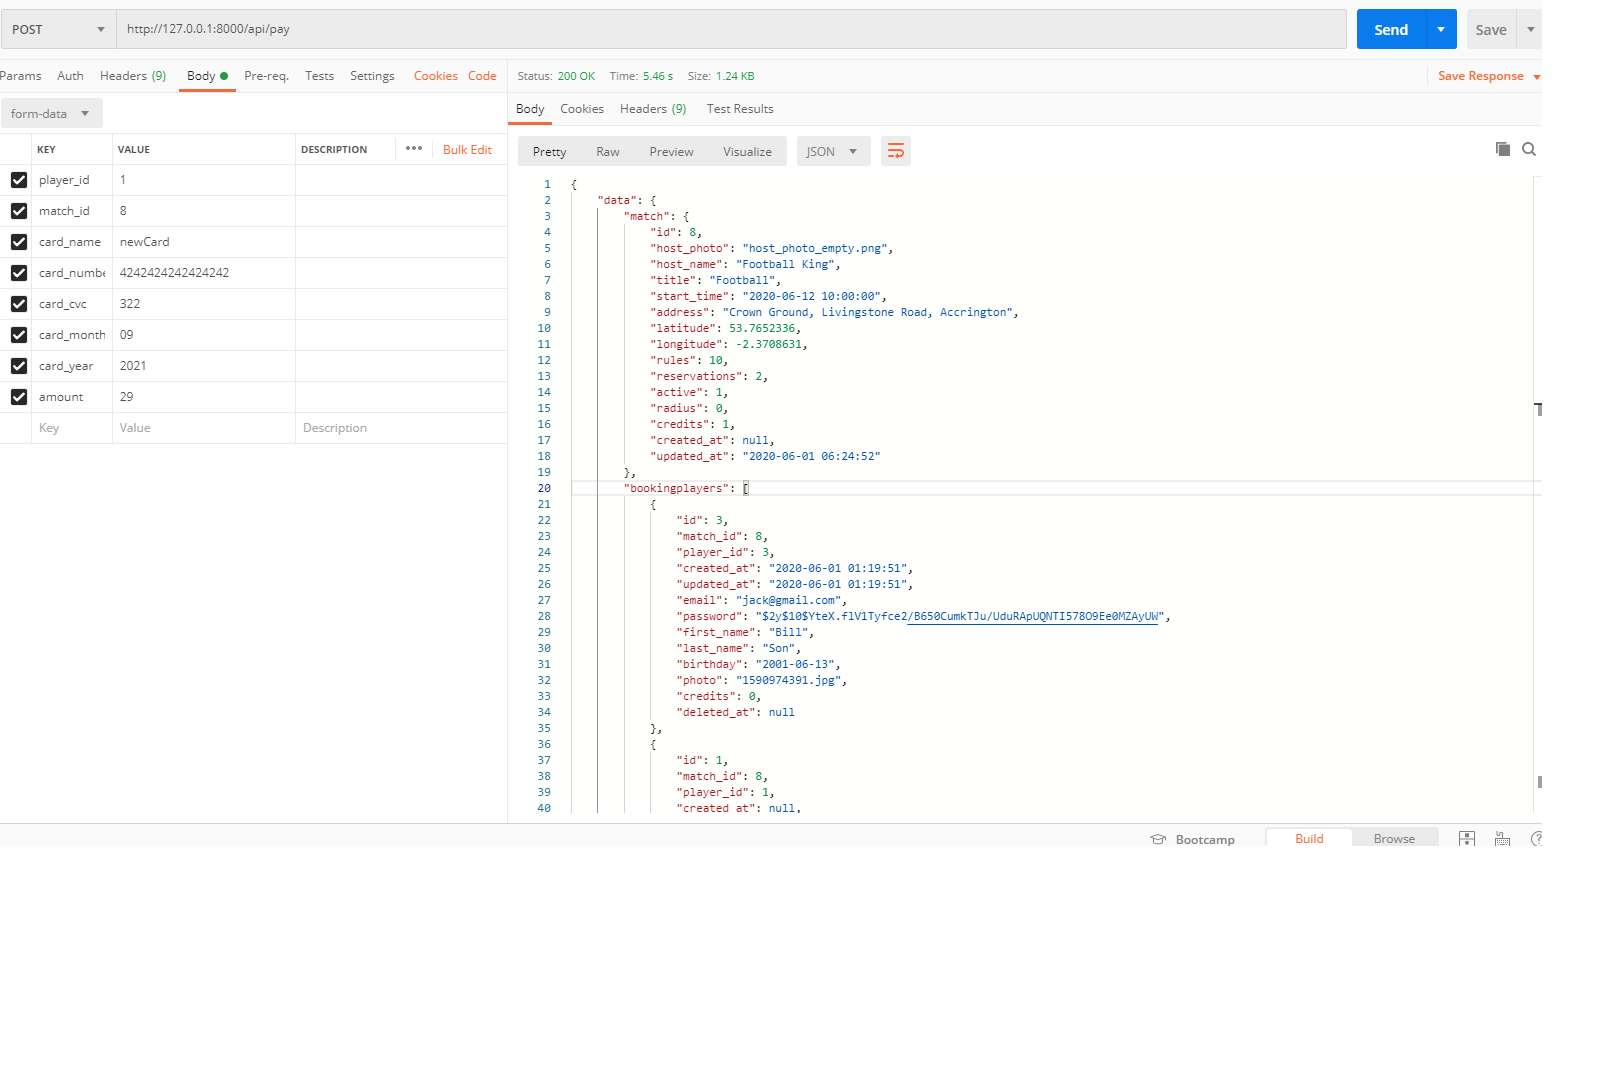 POST http://127.0.0.1:8000/api/pay Send Save
Params Auth Headers (9) Body Pre-req. Tests Settings Cookies Code
Status: 200 OK Time: 5.46 s Size: 1.24 KB Save Response
form-data
Body Cookies Headers (9) Test Results
Pretty Raw Preview Visualize JSON
KEY VALUE DESCRIPTION ••• Bulk Edit
player_id 1
match_id 8
card_name newCard
card_numbe 4242424242424242
card_cvc 322
card_month 09
card_year 2021
amount 29
Key Value Description
1 {
2 "data": {
3 "match": {
4 "id": 8,
5 "host_photo": "host_photo_empty.png",
6 "host_name": "Football King",
7 "title": "Football",
8 "start_time": "2020-06-12 10:00:00",
9 "address": "Crown Ground, Livingstone Road, Accrington",
10 "latitude": 53.7652336,
11 "longitude": -2.3708631,
12 "rules": 10,
13 "reservations": 2,
14 "active": 1,
15 "radius": 0,
16 "credits": 1,
17 "created_at": null,
18 "updated_at": "2020-06-01 06:24:52"
19 },
20 "bookingplayers": [
21 {
22 "id": 3,
23 "match_id": 8,
24 "player_id": 3,
25 "created_at": "2020-06-01 01:19:51",
26 "updated_at": "2020-06-01 01:19:51",
27 "email": "jack@gmail.com",
28 "password": "$2y$10$YteX.flV1Tyfce2/B650CumkTJu/UduRApUQNTI578O9Ee0MZAyUW",
29 "first_name": "Bill",
30 "last_name": "Son",
31 "birthday": "2001-06-13",
32 "photo": "1590974391.jpg",
33 "credits": 0,
34 "deleted_at": null
35 },
36 {
37 "id": 1,
38 "match_id": 8,
39 "player_id": 1,
40 "created_at": null,
Bootcamp Build Browse